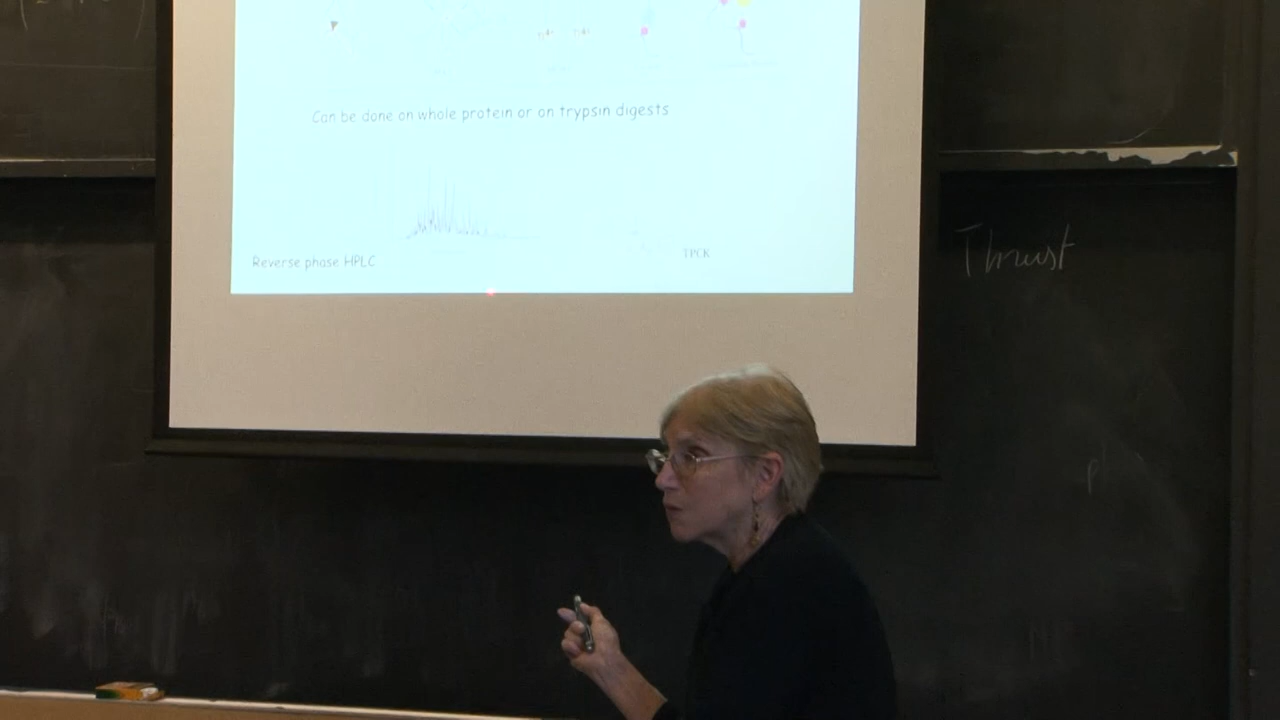 Can be done on whole protein or on trypsin digests
Reverse phase HPLC
TPCK
Thrust